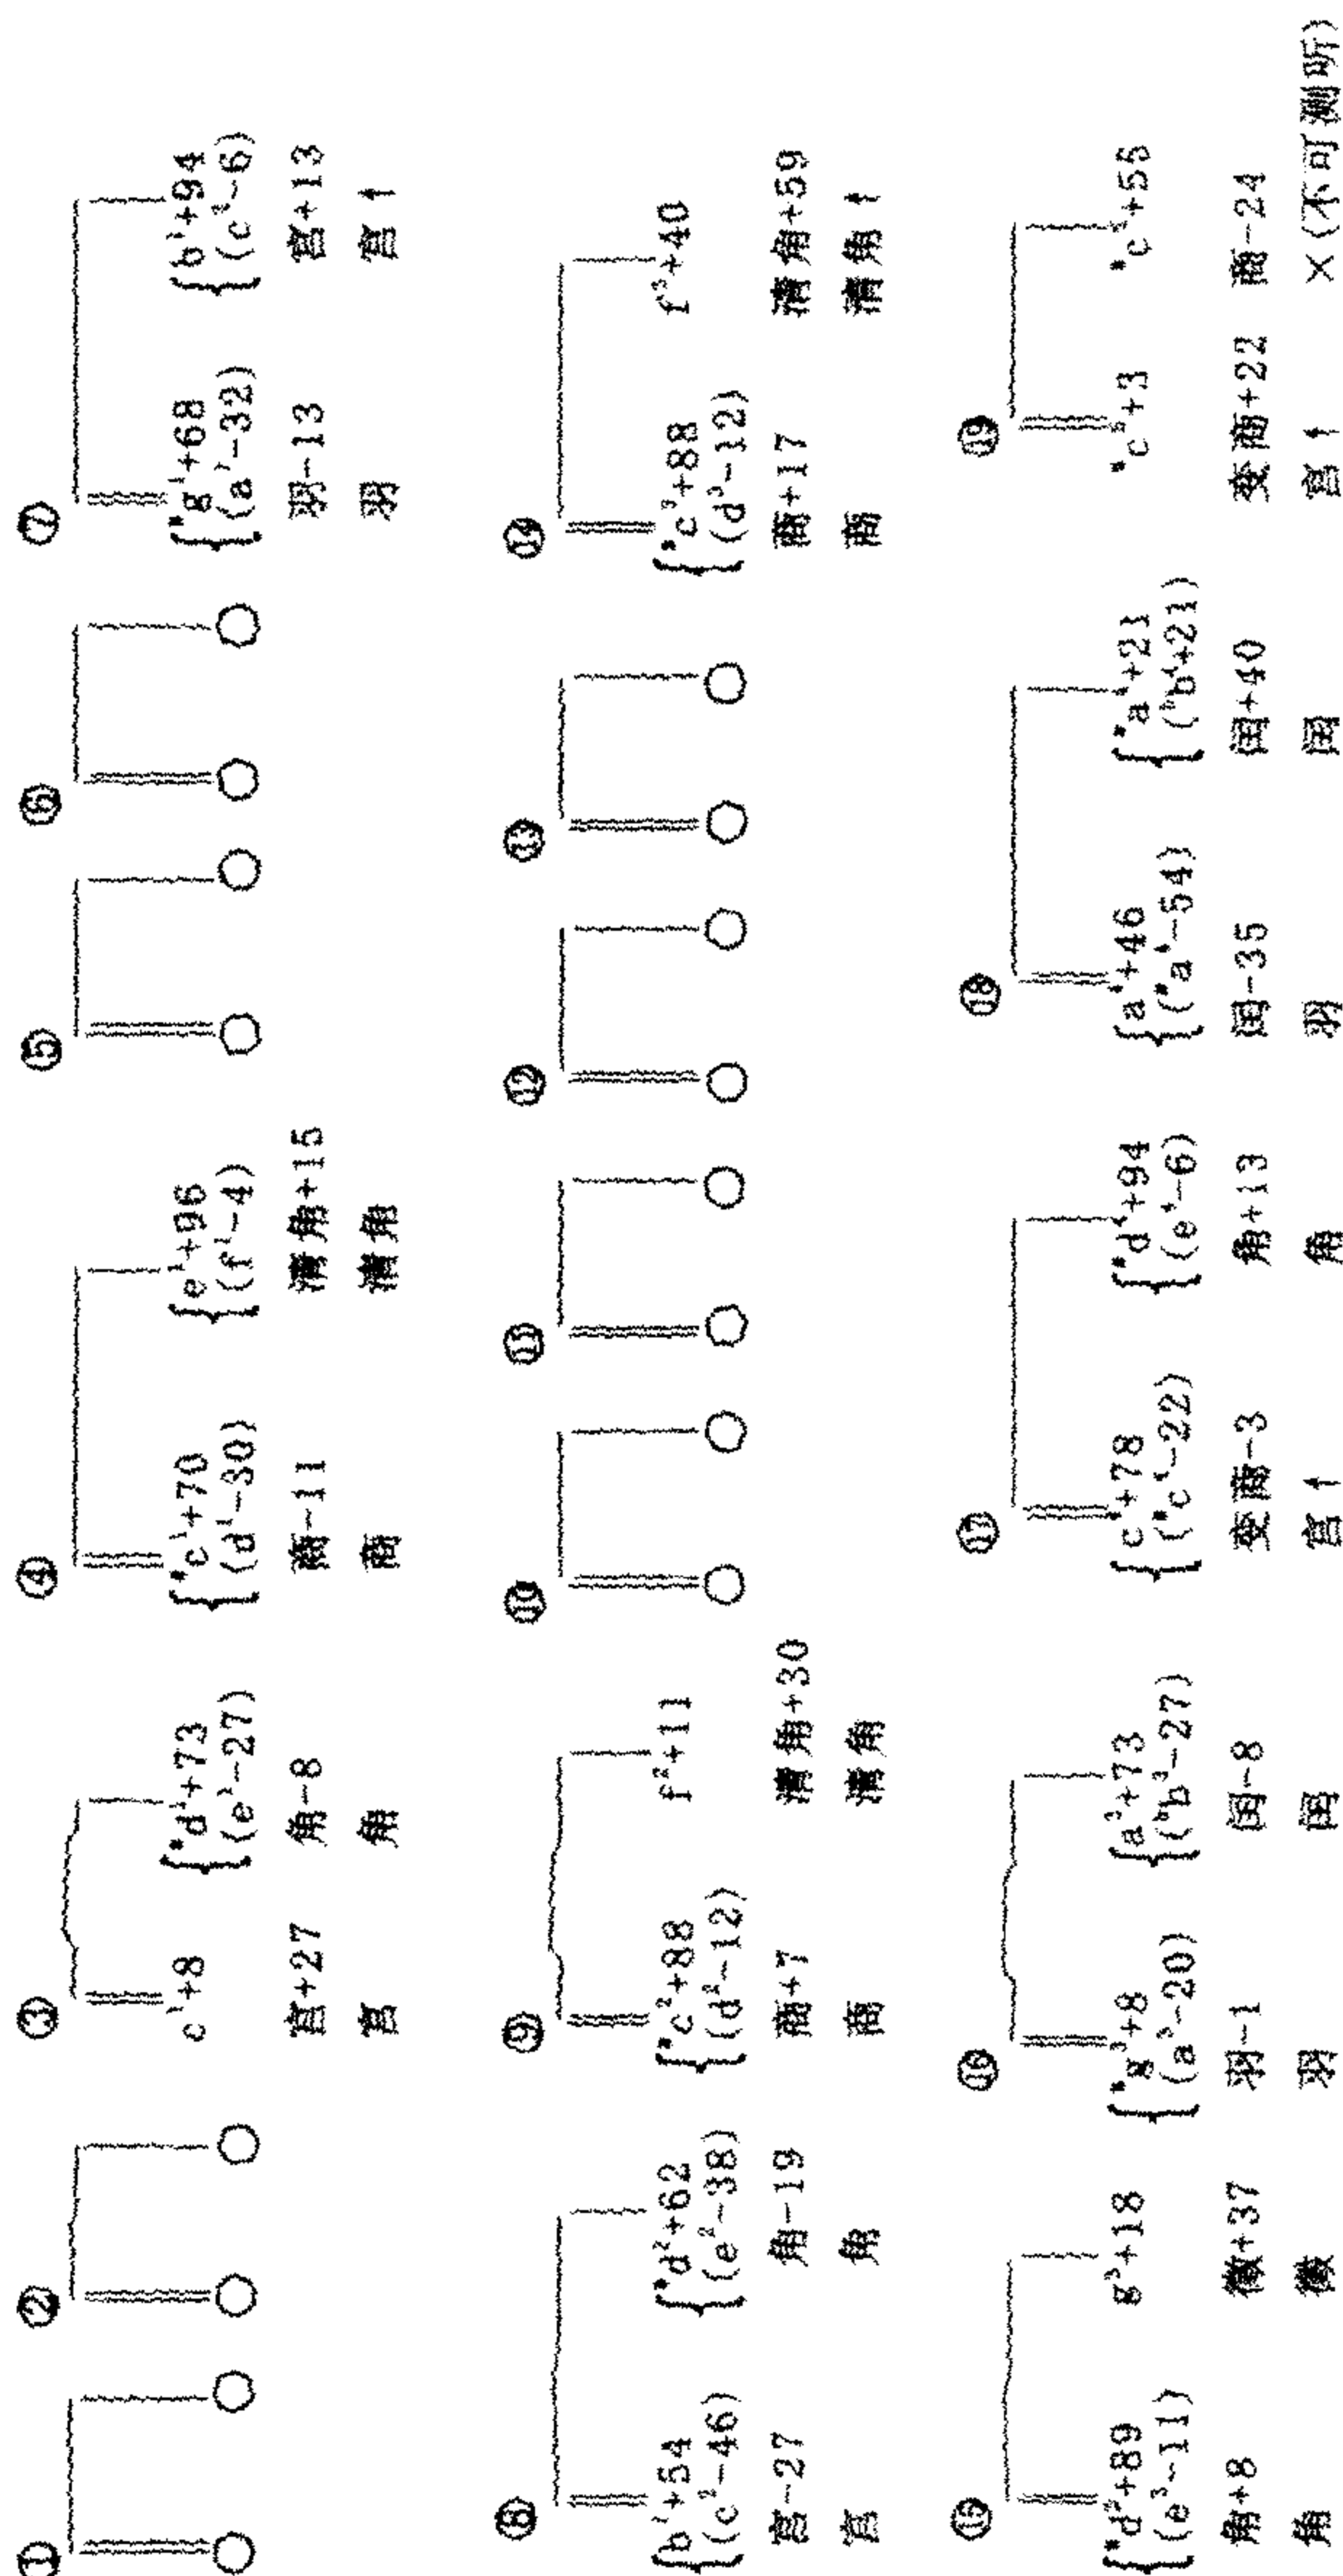 ① ② ③ ④ ⑤ ⑥ ⑦
c¹+8 {#d¹+73 {#c¹+70 {e¹+96 {#g¹+68 {b¹+94
(e¹-27) (d¹-30) (f¹-4) (a¹-32) (c²-6)
宫+27 角-8 商-11 清角+15 羽-13 宫+13
宫 角 商 清角 羽 宫↑
⑧ ⑨ ⑩ ⑪ ⑫ ⑬ ⑭
{b¹+54 {#d²+62 {#c²+88 f²+11 {#c³+88 f³+40
(c²-46) (e²-38) (d²-12) (d³-12)
宫-27 角-19 商+7 清角+30 商+17 清角+59
宫 角 商 清角 商 清角↑
⑮ ⑯ ⑰ ⑱ ⑲
{#d³+89 g³+18 {#g³+8 {a³+73 {c⁴+78 {#d⁴+94 {a⁴+46 {#a⁴+21 #c⁵+3 #c⁵+55
(e³-11) (a³-20) (ᵇb³-27) (#c⁴-22) (e⁴-6) (#a⁴-54) (ᵇb⁴+21)
角+8 徵+37 羽-1 闰-8 变商-3 角+13 闰-35 闰+40 变商+22 商-24
角 徵 羽 闰 宫↑ 角 羽 闰 宫↑ ×(不可测听)